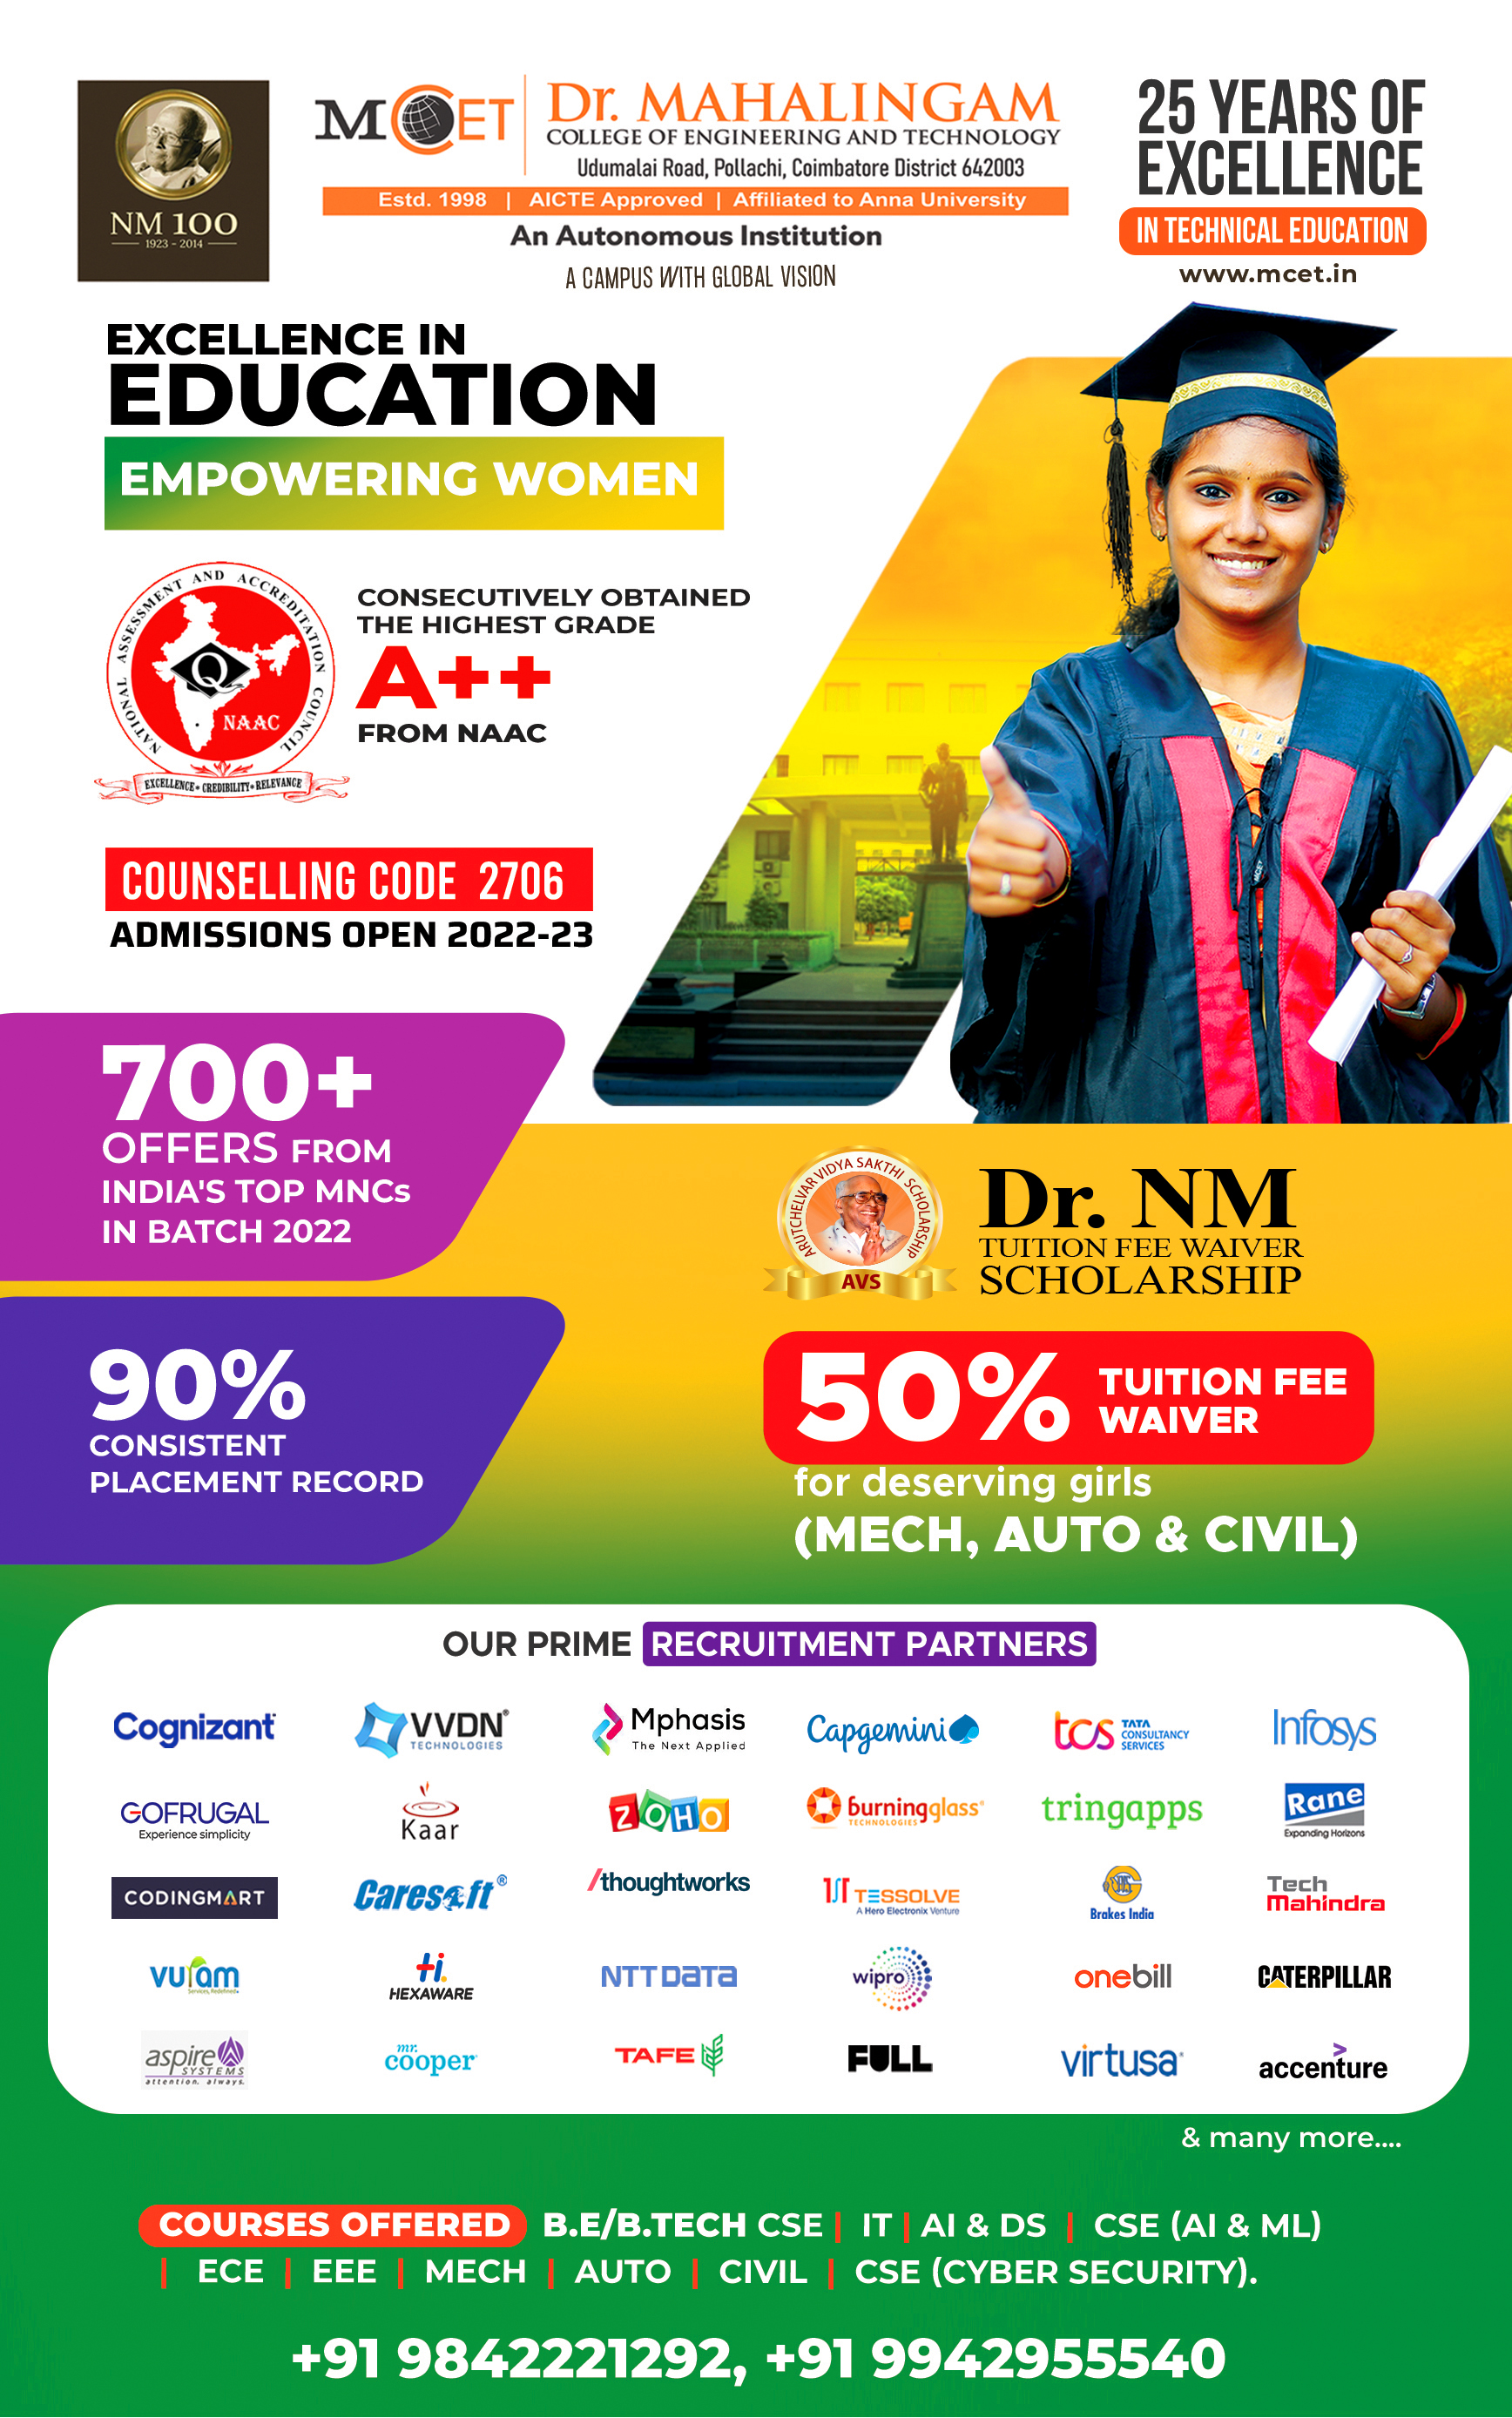 NM 100
1923 - 2014
MCET
Dr. MAHALINGAM
COLLEGE OF ENGINEERING AND TECHNOLOGY
Udumalai Road, Pollachi, Coimbatore District 642003
Estd. 1998 | AICTE Approved | Affiliated to Anna University
An Autonomous Institution
A CAMPUS WITH GLOBAL VISION
25 YEARS OF
EXCELLENCE
IN TECHNICAL EDUCATION
www.mcet.in
EXCELLENCE IN
EDUCATION
EMPOWERING WOMEN
NATIONAL ASSESSMENT AND ACCREDITATION COUNCIL
Q
NAAC
EXCELLENCE • CREDIBILITY • RELEVANCE
CONSECUTIVELY OBTAINED
THE HIGHEST GRADE
A++
FROM NAAC
COUNSELLING CODE 2706
ADMISSIONS OPEN 2022-23
700+
OFFERS FROM
INDIA'S TOP MNCs
IN BATCH 2022
90%
CONSISTENT
PLACEMENT RECORD
ARUTCHELVAR VIDYA SAKTHI SCHOLARSHIP
AVS
Dr. NM
TUITION FEE WAIVER
SCHOLARSHIP
50% TUITION FEE
WAIVER
for deserving girls
(MECH, AUTO & CIVIL)
OUR PRIME RECRUITMENT PARTNERS
Cognizant
VVDN®
TECHNOLOGIES
Mphasis
The Next Applied
Capgemini
tcs TATA
CONSULTANCY
SERVICES
Infosys
GOFRUGAL
Experience simplicity
Kaar
ZOHO
burningglass®
TECHNOLOGIES
tringapps
Rane
Expanding Horizons
CODINGMART
Caresoft®
/thoughtworks
TESSOLVE
A Hero Electronix Venture
Brakes India
Tech
Mahindra
vuram
Services, Redefined.
Hi.
HEXAWARE
NTT DATA
wipro
onebill
CATERPILLAR
aspire
SYSTEMS
attention. always.
mr.
cooper
TAFE
FULL
virtusa
accenture
& many more....
COURSES OFFERED B.E/B.TECH CSE | IT | AI & DS | CSE (AI & ML)
| ECE | EEE | MECH | AUTO | CIVIL | CSE (CYBER SECURITY).
+91 9842221292, +91 9942955540